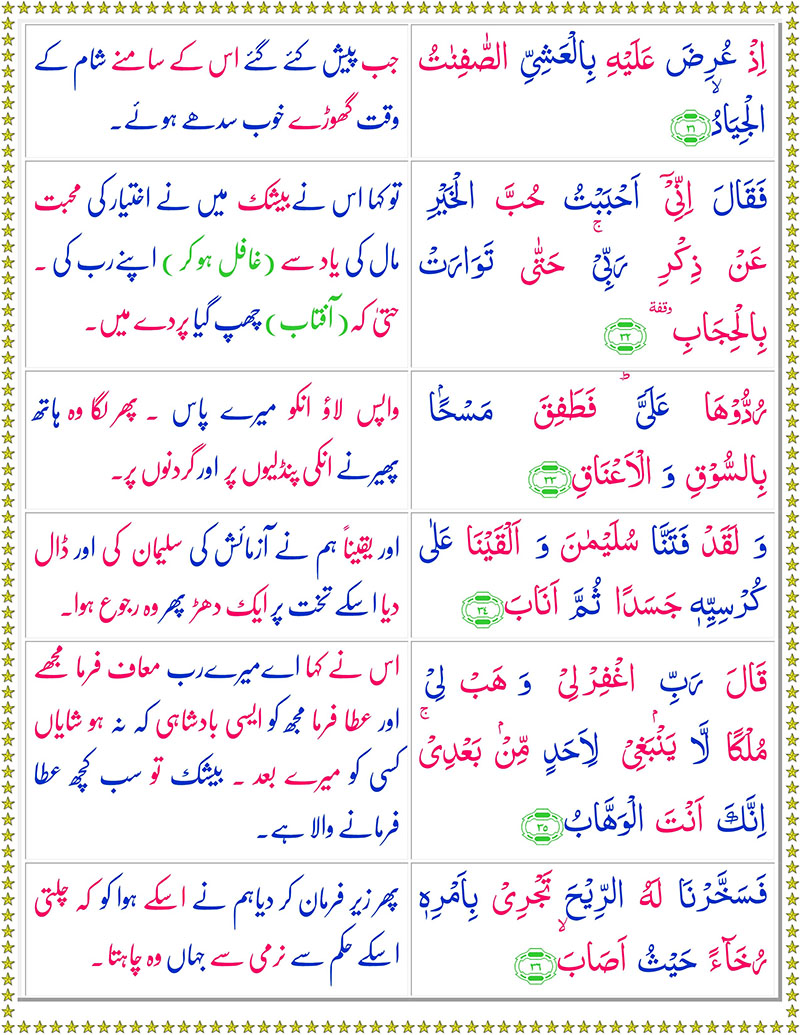 اِذْ عُرِضَ عَلَيْهِ بِالْعَشِيِّ الصّٰفِنٰتُ
الْجِيَادُۙ ۳۱
جب پیش کئے گئے اس کے سامنے شام کے
وقت گھوڑے خوب سدھے ہوئے۔
فَقَالَ اِنِّيْۤ اَحْبَبْتُ حُبَّ الْخَيْرِ
عَنْ ذِكْرِ رَبِّيْۚ حَتّٰى تَوَارَتْ
بِالْحِجَابِ وقفة ۳۲
تو کہا اس نے بیشک میں نے اختیار کی محبت
مال کی یاد سے (غافل ہو کر) اپنے رب کی ۔
حتیٰ کہ (آفتاب) چھپ گیا پردے میں۔
رُدُّوْهَا عَلَيَّؕ فَطَفِقَ مَسْحًۢا
بِالسُّوْقِ وَ الْاَعْنَاقِ ۳۳
واپس لاؤ انکو میرے پاس ۔ پھر لگا وہ ہاتھ
پھیرنے انکی پنڈلیوں پر اور گردنوں پر۔
وَ لَقَدْ فَتَنَّا سُلَيْمٰنَ وَ اَلْقَيْنَا عَلٰى
كُرْسِيِّهٖ جَسَدًا ثُمَّ اَنَابَ ۳۴
اور یقیناً ہم نے آزمائش کی سلیمان کی اور ڈال
دیا اسکے تخت پر ایک دھڑ پھر وہ رجوع ہوا۔
قَالَ رَبِّ اغْفِرْ لِيْ وَ هَبْ لِيْ
مُلْكًا لَّا يَنْۢبَغِيْ لِاَحَدٍ مِّنْۢ بَعْدِيْۚ
اِنَّكَ اَنْتَ الْوَهَّابُ ۳۵
اس نے کہا اے میرے رب معاف فرما مجھے
اور عطا فرما مجھ کو ایسی بادشاہی کہ نہ ہو شایاں
کسی کو میرے بعد ۔ بیشک تو سب کچھ عطا
فرمانے والا ہے۔
فَسَخَّرْنَا لَهُ الرِّيْحَ تَجْرِيْ بِاَمْرِهٖ
رُخَآءً حَيْثُ اَصَابَۙ ۳۶
پھر زیر فرمان کر دیا ہم نے اسکے ہوا کو کہ چلتی
اسکے حکم سے نرمی سے جہاں وہ چاہتا ۔